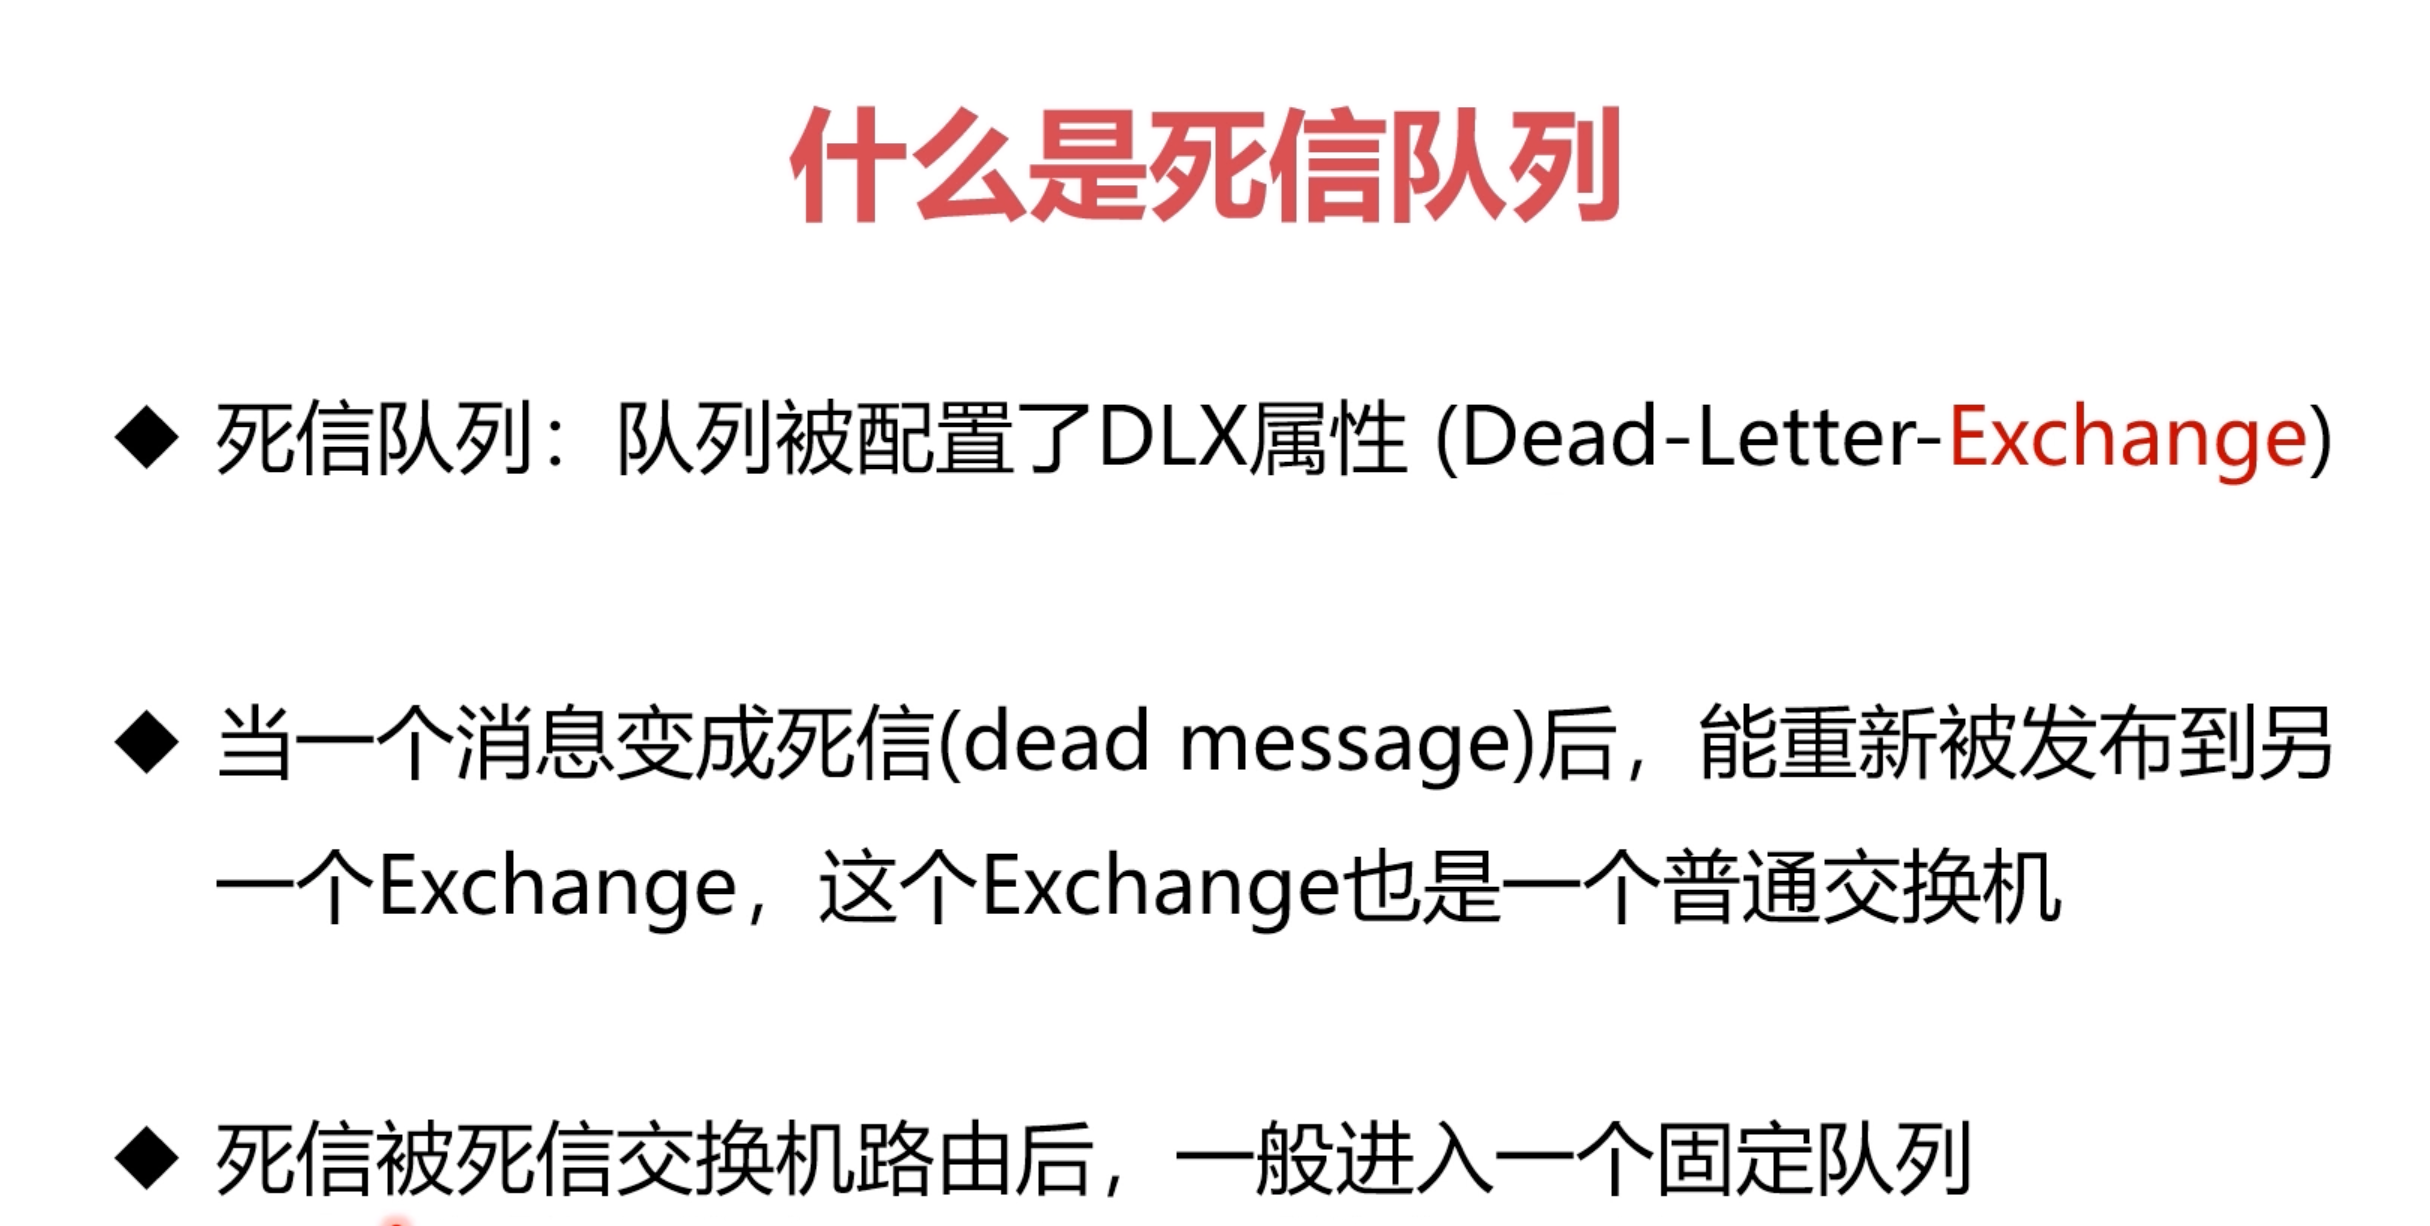 什么是死信队列
◆ 死信队列：队列被配置了DLX属性 (Dead-Letter-Exchange)
◆ 当一个消息变成死信(dead message)后，能重新被发布到另
一个Exchange，这个Exchange也是一个普通交换机
◆ 死信被死信交换机路由后，一般进入一个固定队列